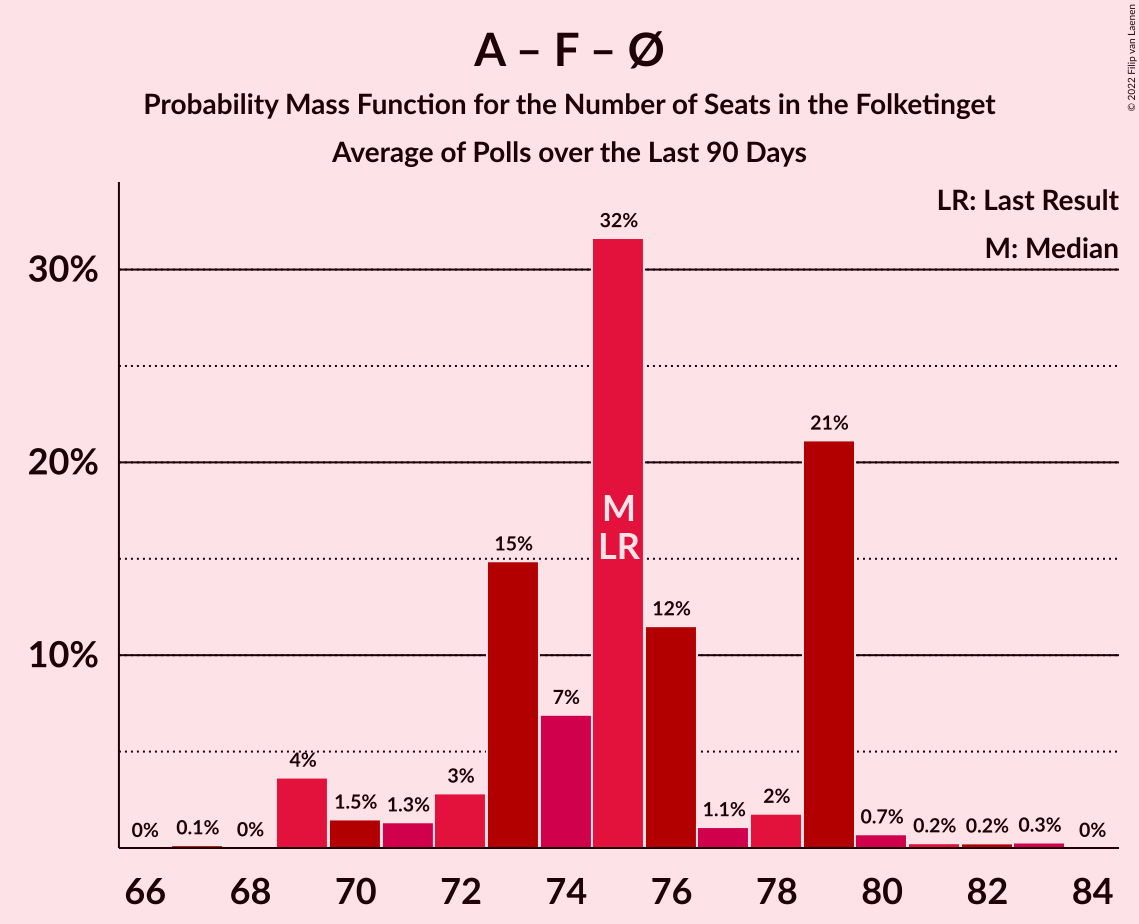 A – F – Ø
Probability Mass Function for the Number of Seats in the Folketinget
Average of Polls over the Last 90 Days
© 2022 Filip van Laenen
LR: Last Result
M: Median
30%
20%
10%
0%
0.1%
0%
4%
1.5%
1.3%
3%
15%
7%
32%
12%
1.1%
2%
21%
0.7%
0.2%
0.2%
0.3%
0%
M
LR
66 68 70 72 74 76 78 80 82 84